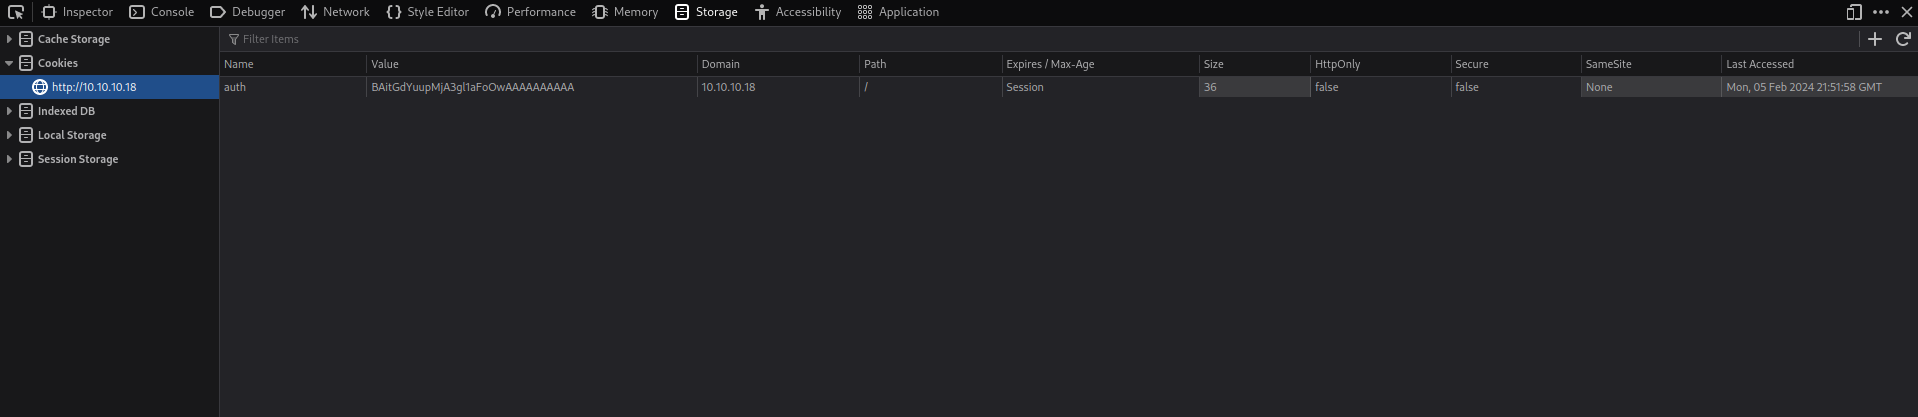 Inspector Console Debugger Network Style Editor Performance Memory Storage Accessibility Application
Cache Storage
Cookies
http://10.10.10.18
Indexed DB
Local Storage
Session Storage
Filter Items
Name Value Domain Path Expires / Max-Age Size HttpOnly Secure SameSite Last Accessed
auth BAitGdYuupMjA3gl1aFoOwAAAAAAAAAA 10.10.10.18 / Session 36 false false None Mon, 05 Feb 2024 21:51:58 GMT